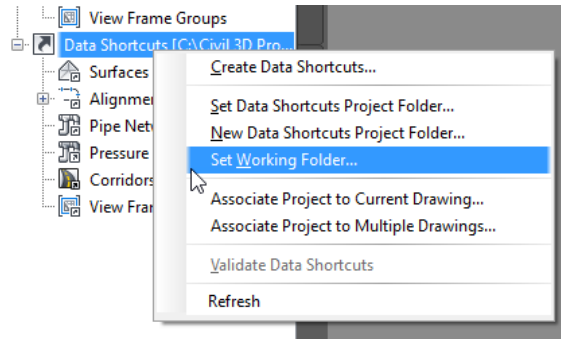 View Frame Groups
Data Shortcuts [C:\Civil 3D Pro...
Surfaces
Create Data Shortcuts...
Set Data Shortcuts Project Folder...
New Data Shortcuts Project Folder...
Pressure
Set Working Folder...
Corridors
Associate Project to Current Drawing...
Associate Project to Multiple Drawings...
Validate Data Shortcuts
Refresh